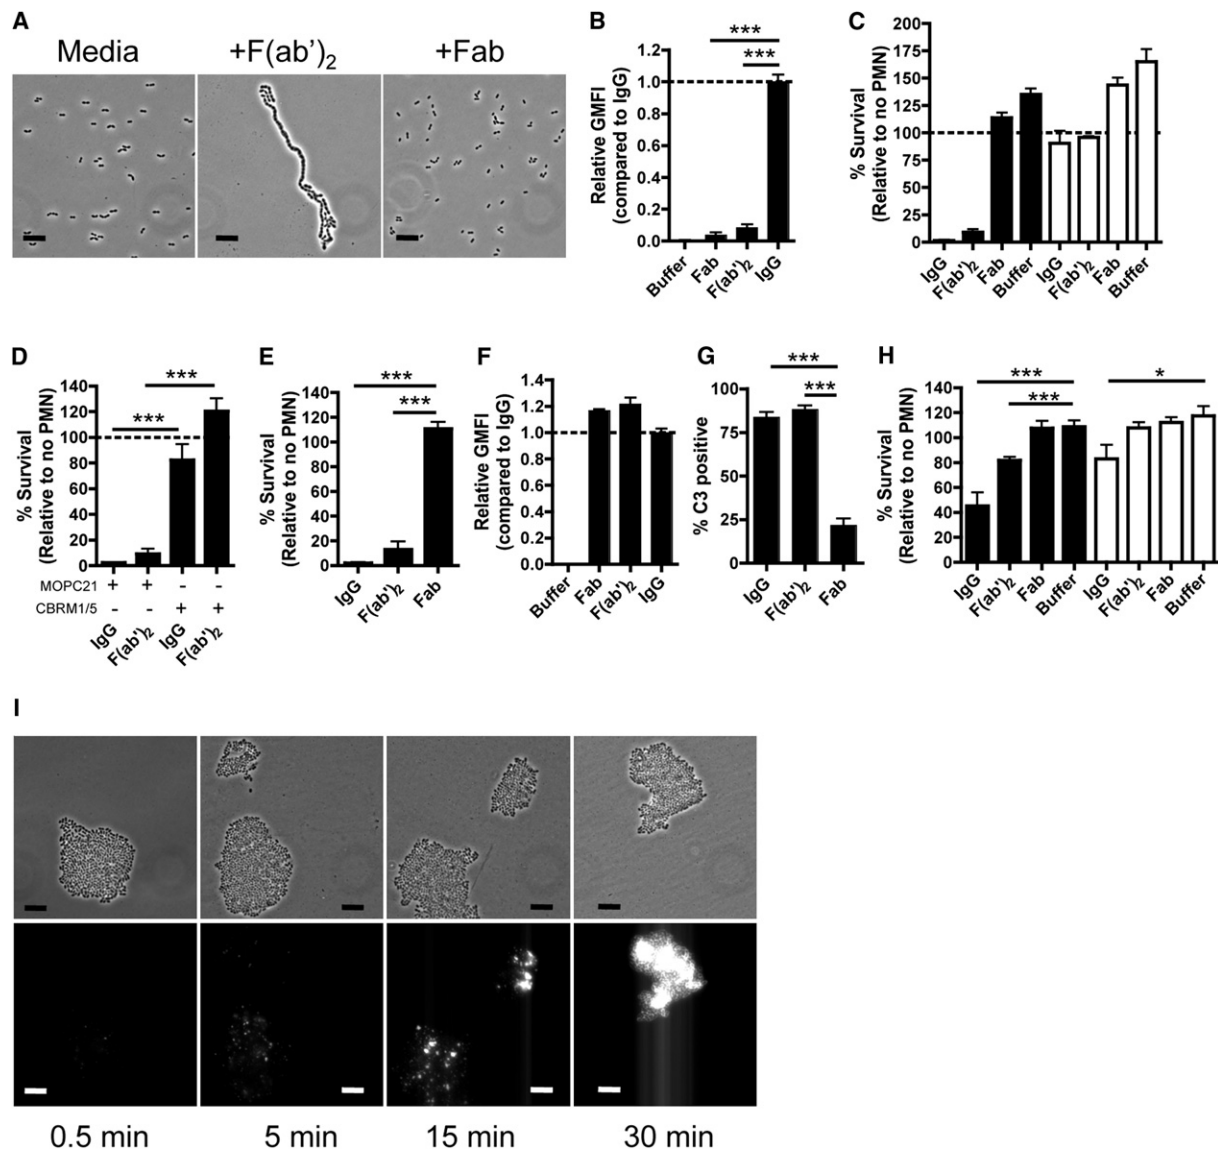 A
Media
+F(ab')₂
+Fab
B
Relative GMFI
(compared to IgG)
1.2
1.0
0.8
0.6
0.4
0.2
0.0
***
***
Buffer
Fab
F(ab')₂
IgG
C
% Survival
(Relative to no PMN)
200
175
150
125
100
75
50
25
0
IgG
F(ab')₂
Fab
Buffer
IgG
F(ab')₂
Fab
Buffer
D
% Survival
(Relative to no PMN)
140
120
100
80
60
40
20
0
***
***
MOPC21 + + - -
CBRM1/5 - - + +
IgG
F(ab')₂
IgG
F(ab')₂
E
% Survival
(Relative to no PMN)
140
120
100
80
60
40
20
0
***
***
IgG
F(ab')₂
Fab
F
Relative GMFI
(compared to IgG)
1.4
1.2
1.0
0.8
0.6
0.4
0.2
0.0
Buffer
Fab
F(ab')₂
IgG
G
% C3 positive
100
75
50
25
0
***
***
IgG
F(ab')₂
Fab
H
% Survival
(Relative to no PMN)
140
120
100
80
60
40
20
0
***
***
*
IgG
F(ab')₂
Fab
Buffer
IgG
F(ab')₂
Fab
Buffer
I
0.5 min
5 min
15 min
30 min